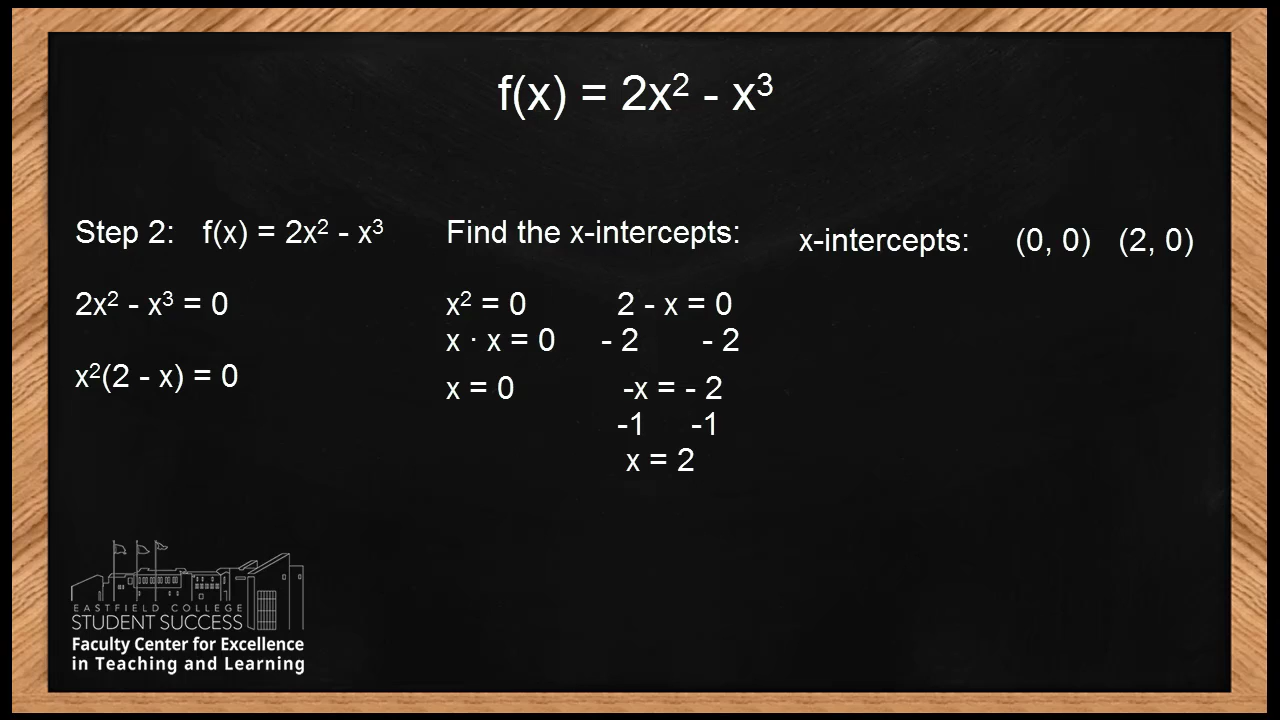 f(x) = 2x² - x³
Step 2: f(x) = 2x² - x³
2x² - x³ = 0
x²(2 - x) = 0
Find the x-intercepts:
x² = 0 2 - x = 0
x · x = 0 - 2 - 2
x = 0 -x = - 2
-1 -1
x = 2
x-intercepts: (0, 0) (2, 0)
EASTFIELD COLLEGE
STUDENT SUCCESS
Faculty Center for Excellence
in Teaching and Learning